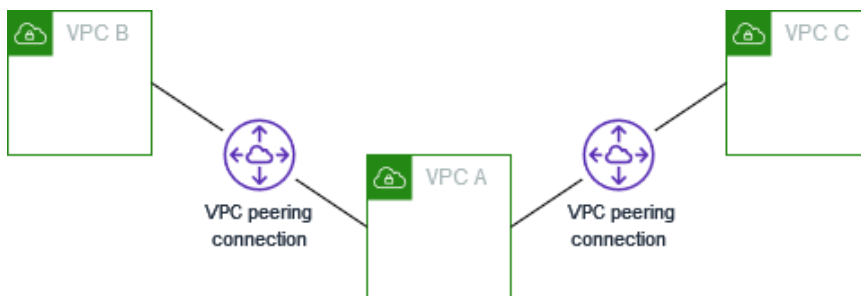 VPC B
VPC C
VPC A
VPC peering
connection
VPC peering
connection